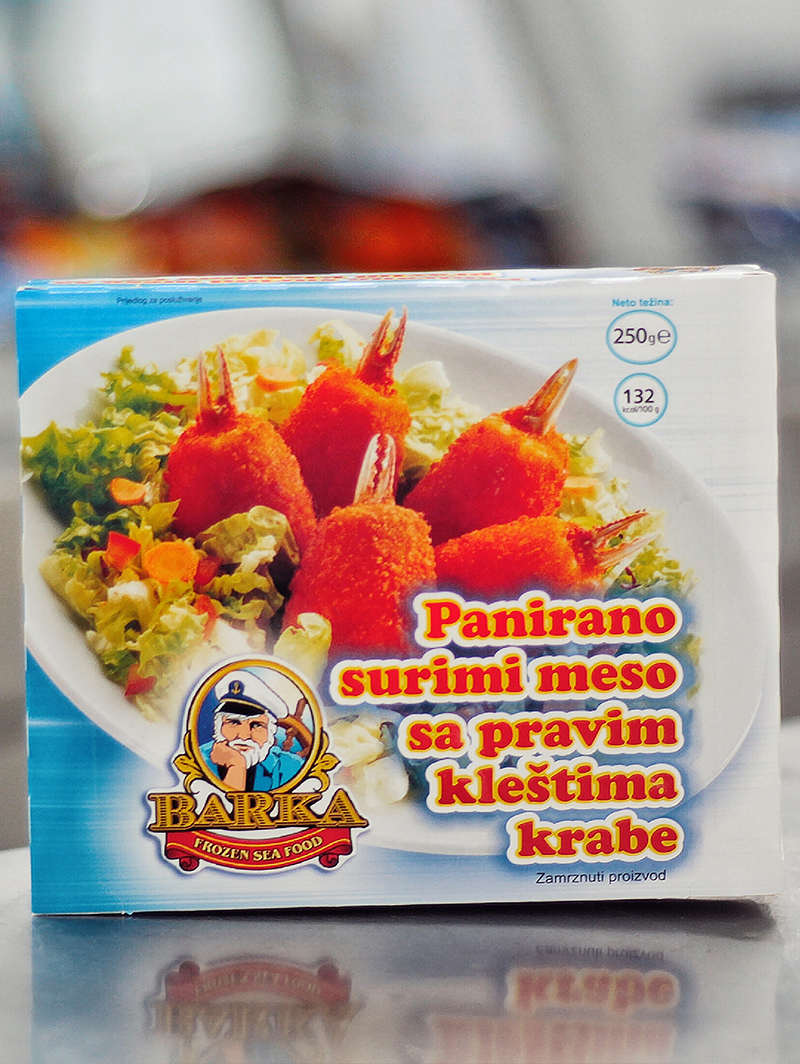 Prijedlog za posluživanje
Neto težina:
250g e
132
kcal/100 g
Panirano
surimi meso
sa pravim
kleštima
krabe
BARKA
FROZEN SEA FOOD
Zamrznuti proizvod